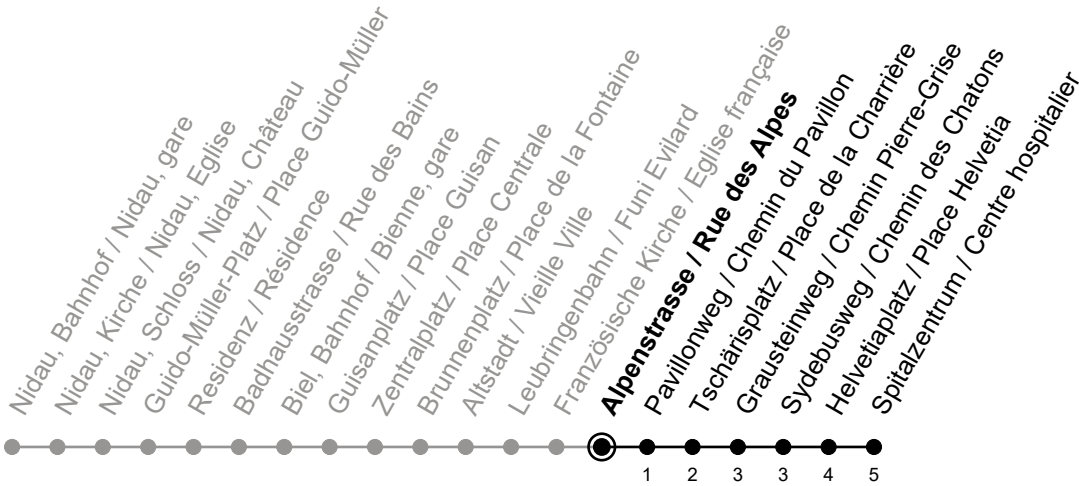 Nidau, Bahnhof / Nidau, gare
Nidau, Kirche / Nidau, Eglise
Nidau, Schloss / Nidau, Château
Guido-Müller-Platz / Place Guido-Müller
Residenz / Résidence
Badhausstrasse / Rue des Bains
Biel, Bahnhof / Bienne, gare
Guisanplatz / Place Guisan
Zentralplatz / Place Centrale
Brunnenplatz / Place de la Fontaine
Altstadt / Vieille Ville
Leubringenbahn / Funi Evilard
Französische Kirche / Eglise française
Alpenstrasse / Rue des Alpes
Pavillonweg / Chemin du Pavillon
Tschärisplatz / Place de la Charrière
Grausteinweg / Chemin Pierre-Grise
Sydebusweg / Chemin des Chatons
Helvetiaplatz / Place Helvetia
Spitalzentrum / Centre hospitalier
1 2 3 3 4 5